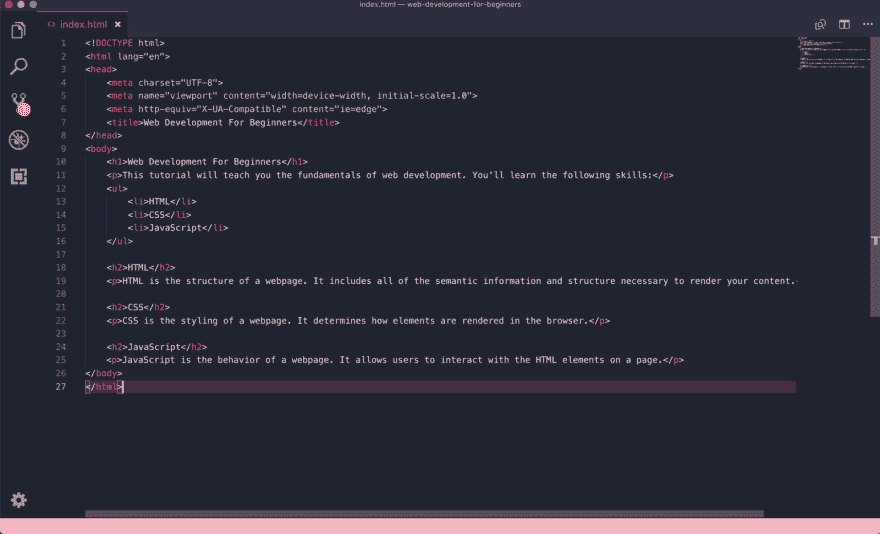 index.html — web-development-for-beginners
<> index.html ×
1 <!DOCTYPE html>
2 <html lang="en">
3 <head>
4 <meta charset="UTF-8">
5 <meta name="viewport" content="width=device-width, initial-scale=1.0">
6 <meta http-equiv="X-UA-Compatible" content="ie=edge">
7 <title>Web Development For Beginners</title>
8 </head>
9 <body>
10 <h1>Web Development For Beginners</h1>
11 <p>This tutorial will teach you the fundamentals of web development. You'll learn the following skills:</p>
12 <ul>
13 <li>HTML</li>
14 <li>CSS</li>
15 <li>JavaScript</li>
16 </ul>
17
18 <h2>HTML</h2>
19 <p>HTML is the structure of a webpage. It includes all of the semantic information and structure necessary to render your content.
20
21 <h2>CSS</h2>
22 <p>CSS is the styling of a webpage. It determines how elements are rendered in the browser.</p>
23
24 <h2>JavaScript</h2>
25 <p>JavaScript is the behavior of a webpage. It allows users to interact with the HTML elements on a page.</p>
26 </body>
27 </html>